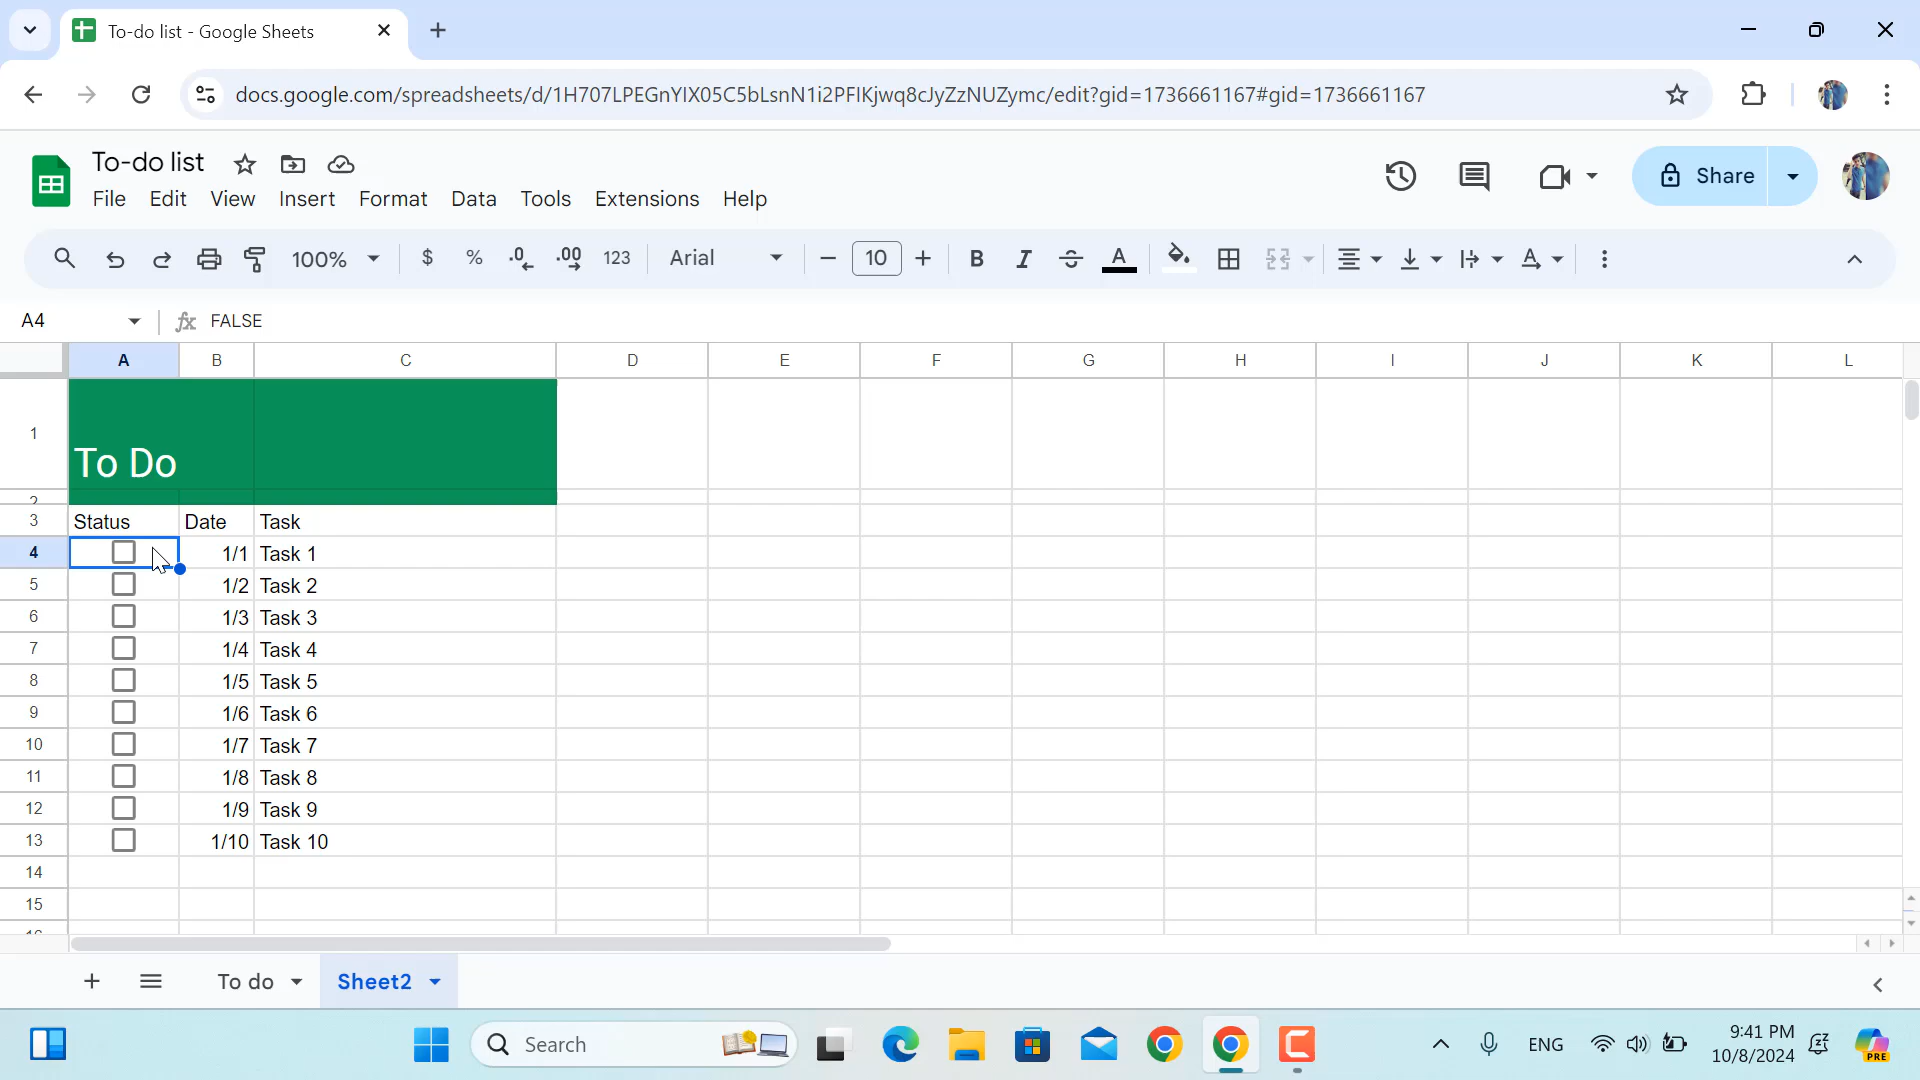 To-do list - Google Sheets
docs.google.com/spreadsheets/d/1H707LPEGnYIX05C5bLsnN1i2PFIKjwq8cJyZzNUZymc/edit?gid=1736661167#gid=1736661167
To-do list
File Edit View Insert Format Data Tools Extensions Help
Share
100% $ % .0 .00 123 Arial 10 B I S A A
A4 fx FALSE
A B C D E F G H I J K L
1 To Do
2
3 Status Date Task
4 1/1 Task 1
5 1/2 Task 2
6 1/3 Task 3
7 1/4 Task 4
8 1/5 Task 5
9 1/6 Task 6
10 1/7 Task 7
11 1/8 Task 8
12 1/9 Task 9
13 1/10 Task 10
14
15
16
To do Sheet2
Search ENG 9:41 PM
10/8/2024
PRE